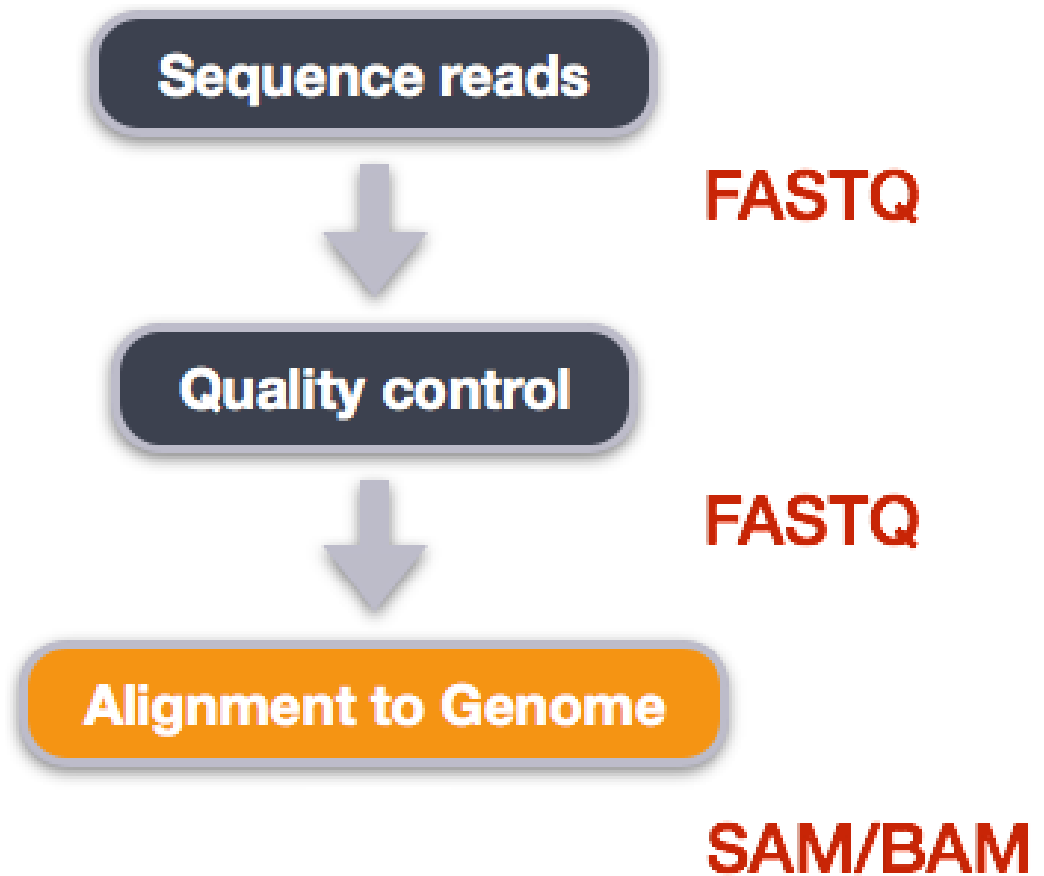 Sequence reads
FASTQ
Quality control
FASTQ
Alignment to Genome
SAM/BAM